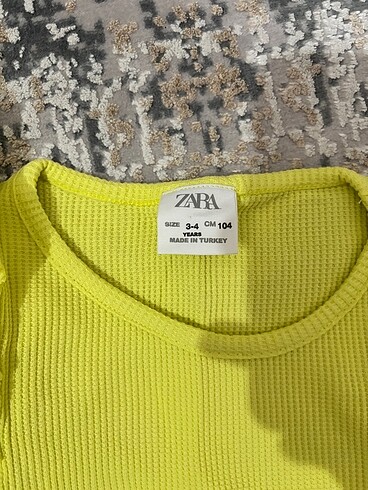 ZARA
SIZE 3-4 CM 104
YEARS
MADE IN TURKEY